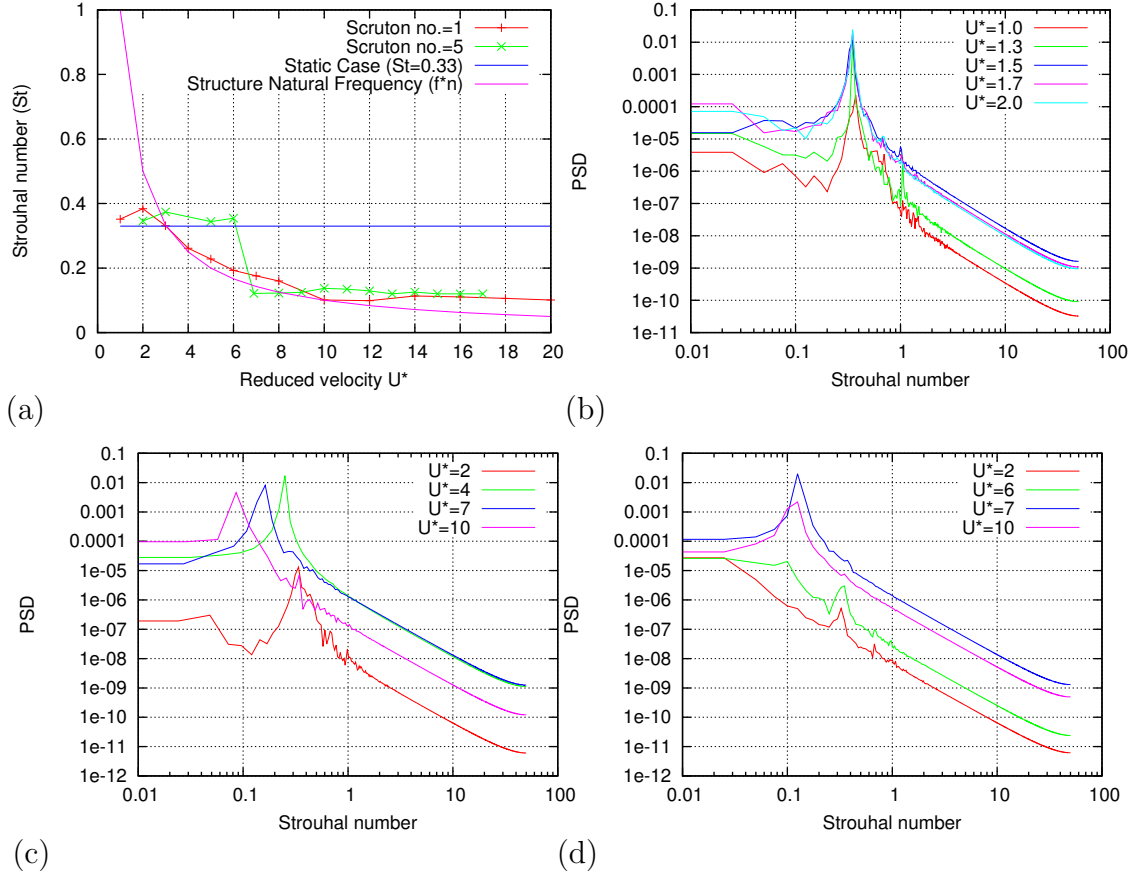 Scruton no.=1
Scruton no.=5
Static Case (St=0.33)
Structure Natural Frequency (f*n)
Strouhal number (St)
1
0.8
0.6
0.4
0.2
0
0 2 4 6 8 10 12 14 16 18 20
Reduced velocity U*
(a)
U*=1.0
U*=1.3
U*=1.5
U*=1.7
U*=2.0
PSD
0.1
0.01
0.001
0.0001
1e-05
1e-06
1e-07
1e-08
1e-09
1e-10
1e-11
0.01 0.1 1 10 100
Strouhal number
(b)
U*=2
U*=4
U*=7
U*=10
PSD
0.1
0.01
0.001
0.0001
1e-05
1e-06
1e-07
1e-08
1e-09
1e-10
1e-11
1e-12
0.01 0.1 1 10 100
Strouhal number
(c)
U*=2
U*=6
U*=7
U*=10
PSD
0.1
0.01
0.001
0.0001
1e-05
1e-06
1e-07
1e-08
1e-09
1e-10
1e-11
1e-12
0.01 0.1 1 10 100
Strouhal number
(d)